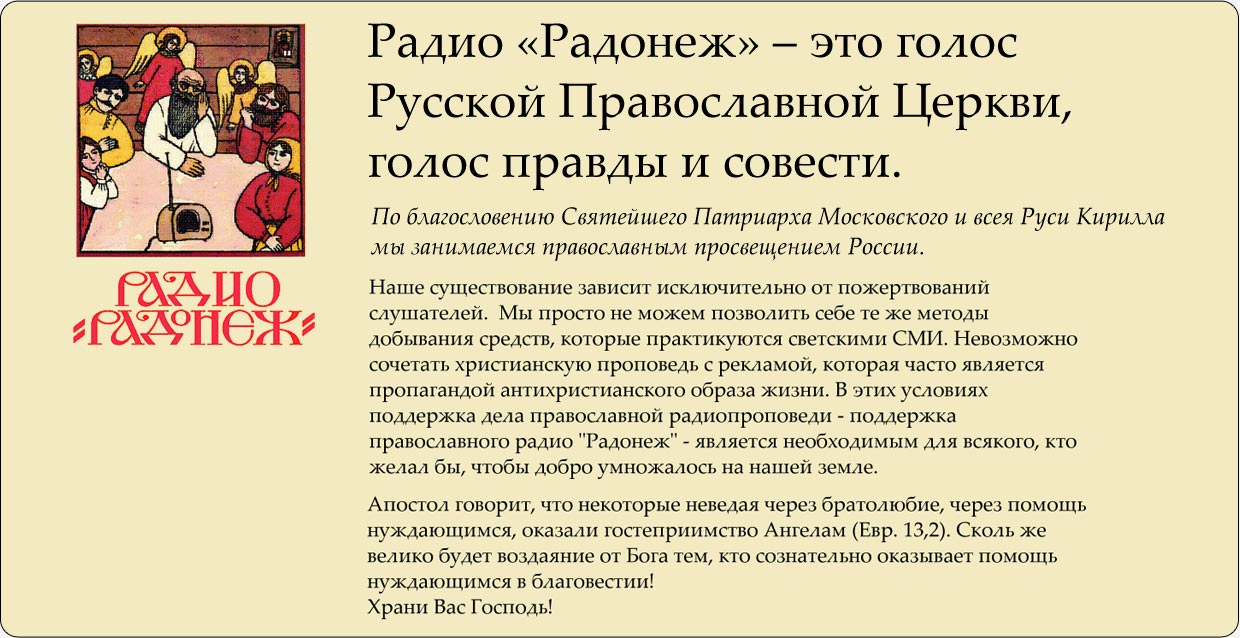 Радио «Радонеж» – это голос
Русской Православной Церкви,
голос правды и совести.
По благословению Святейшего Патриарха Московского и всея Руси Кирилла
мы занимаемся православным просвещением России.
РАДИО
«РАДОНЕЖ»
Наше существование зависит исключительно от пожертвований
слушателей. Мы просто не можем позволить себе те же методы
добывания средств, которые практикуются светскими СМИ. Невозможно
сочетать христианскую проповедь с рекламой, которая часто является
пропагандой антихристианского образа жизни. В этих условиях
поддержка дела православной радиопроповеди - поддержка
православного радио "Радонеж" - является необходимым для всякого, кто
желал бы, чтобы добро умножалось на нашей земле.
Апостол говорит, что некоторые неведая через братолюбие, через помощь
нуждающимся, оказали гостеприимство Ангелам (Евр. 13,2). Сколь же
велико будет воздаяние от Бога тем, кто сознательно оказывает помощь
нуждающимся в благовестии!
Храни Вас Господь!